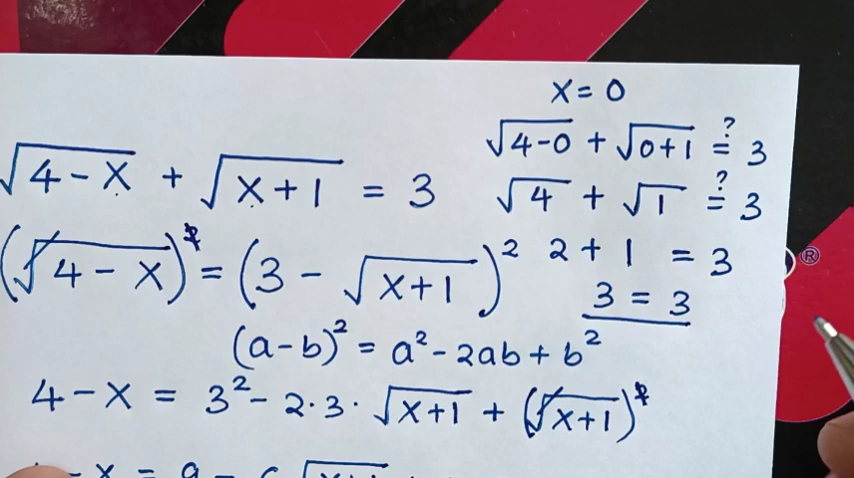 x = 0
√(4-0) + √(0+1) ≟ 3
√(4-x) + √(x+1) = 3
√4 + √1 ≟ 3
(√(4-x))² = (3 - √(x+1))²
2 + 1 = 3
3 = 3
(a-b)² = a² - 2ab + b²
4-x = 3² - 2·3·√(x+1) + (√(x+1))²
®